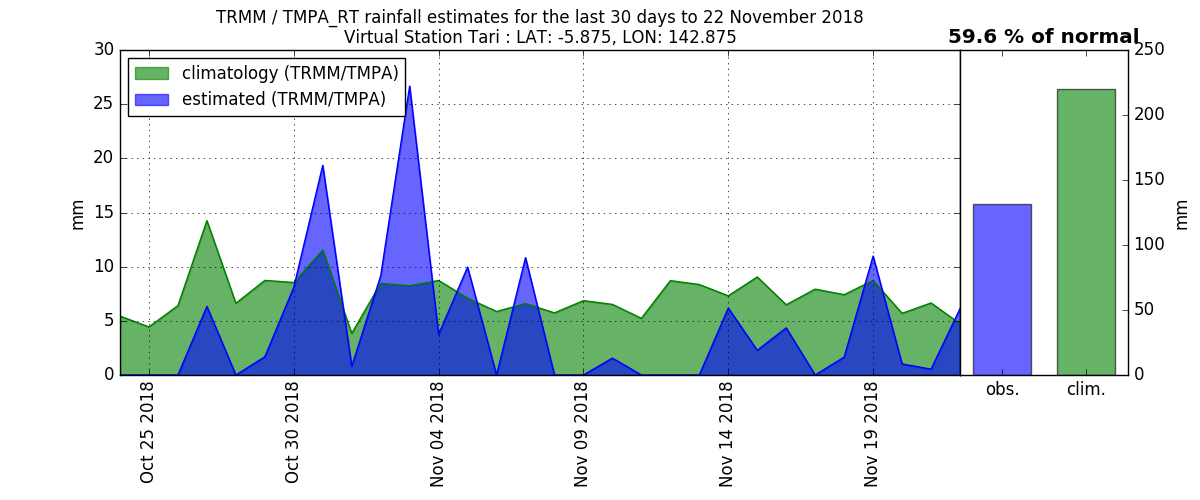 TRMM / TMPA_RT rainfall estimates for the last 30 days to 22 November 2018
Virtual Station Tari : LAT: -5.875, LON: 142.875
59.6 % of normal
climatology (TRMM/TMPA)
estimated (TRMM/TMPA)
30
25
20
15
10
5
0
mm
Oct 25 2018
Oct 30 2018
Nov 04 2018
Nov 09 2018
Nov 14 2018
Nov 19 2018
250
200
150
100
50
0
mm
obs.
clim.